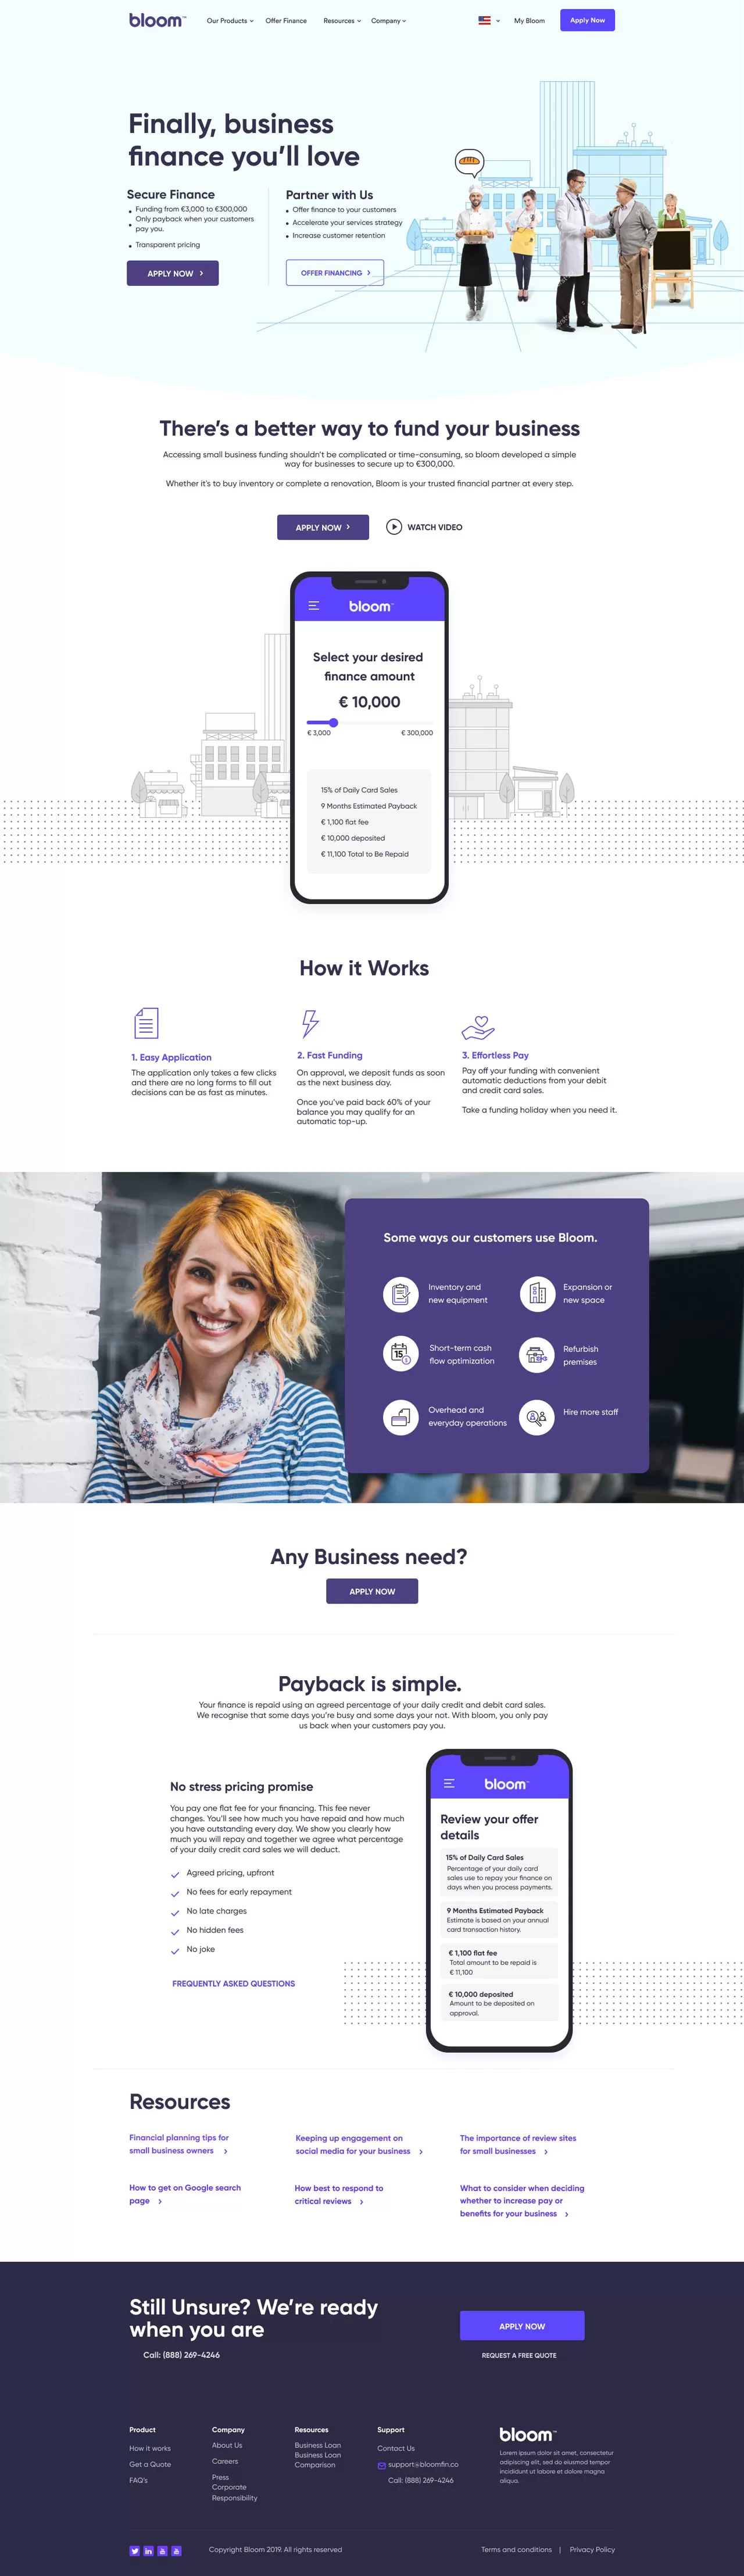 bloom™
Our Products
Offer Finance
Resources
Company
My Bloom
Apply Now
Finally, business
finance you'll love
Secure Finance
Funding from €3,000 to €300,000
Only payback when your customers
pay you.
Transparent pricing
APPLY NOW
Partner with Us
Offer finance to your customers
Accelerate your services strategy
Increase customer retention
OFFER FINANCING
There's a better way to fund your business
Accessing small business funding shouldn't be complicated or time-consuming, so bloom developed a simple
way for businesses to secure up to €300,000.
Whether it's to buy inventory or complete a renovation, Bloom is your trusted financial partner at every step.
APPLY NOW
WATCH VIDEO
bloom™
Select your desired
finance amount
€ 10,000
€ 3,000
€ 300,000
15% of Daily Card Sales
9 Months Estimated Payback
€ 1,100 flat fee
€ 10,000 deposited
€ 11,100 Total to Be Repaid
How it Works
1. Easy Application
The application only takes a few clicks
and there are no long forms to fill out
decisions can be as fast as minutes.
2. Fast Funding
On approval, we deposit funds as soon
as the next business day.
Once you've paid back 60% of your
balance you may qualify for an
automatic top-up.
3. Effortless Pay
Pay off your funding with convenient
automatic deductions from your debit
and credit card sales.
Take a funding holiday when you need it.
Some ways our customers use Bloom.
Inventory and
new equipment
Expansion or
new space
15
Short-term cash
flow optimization
Refurbish
premises
Overhead and
everyday operations
Hire more staff
Any Business need?
APPLY NOW
Payback is simple.
Your finance is repaid using an agreed percentage of your daily credit and debit card sales.
We recognise that some days you're busy and some days your not. With bloom, you only pay
us back when your customers pay you.
No stress pricing promise
You pay one flat fee for your financing. This fee never
changes. You'll see how much you have repaid and how much
you have outstanding every day. We show you clearly how
much you will repay and together we agree what percentage
of your daily credit card sales we will deduct.
Agreed pricing, upfront
No fees for early repayment
No late charges
No hidden fees
No joke
FREQUENTLY ASKED QUESTIONS
bloom™
Review your offer
details
15% of Daily Card Sales
Percentage of your daily card
sales use to repay your finance on
days when you process payments.
9 Months Estimated Payback
Estimate is based on your annual
card transaction history.
€ 1,100 flat fee
Total amount to be repaid is
€ 11,100
€ 10,000 deposited
Amount to be deposited on
approval.
Resources
Financial planning tips for
small business owners
Keeping up engagement on
social media for your business
The importance of review sites
for small businesses
How to get on Google search
page
How best to respond to
critical reviews
What to consider when deciding
whether to increase pay or
benefits for your business
Still Unsure? We're ready
when you are
Call: (888) 269-4246
APPLY NOW
REQUEST A FREE QUOTE
Product
How it works
Get a Quote
FAQ's
Company
About Us
Careers
Press
Corporate
Responsibility
Resources
Business Loan
Business Loan
Comparison
Support
Contact Us
support@bloomfin.co
Call: (888) 269-4246
bloom™
Lorem ipsum dolor sit amet, consectetur
adipiscing elit, sed do eiusmod tempor
incididunt ut labore et dolore magna
aliqua.
Copyright Bloom 2019. All rights reserved
Terms and conditions | Privacy Policy